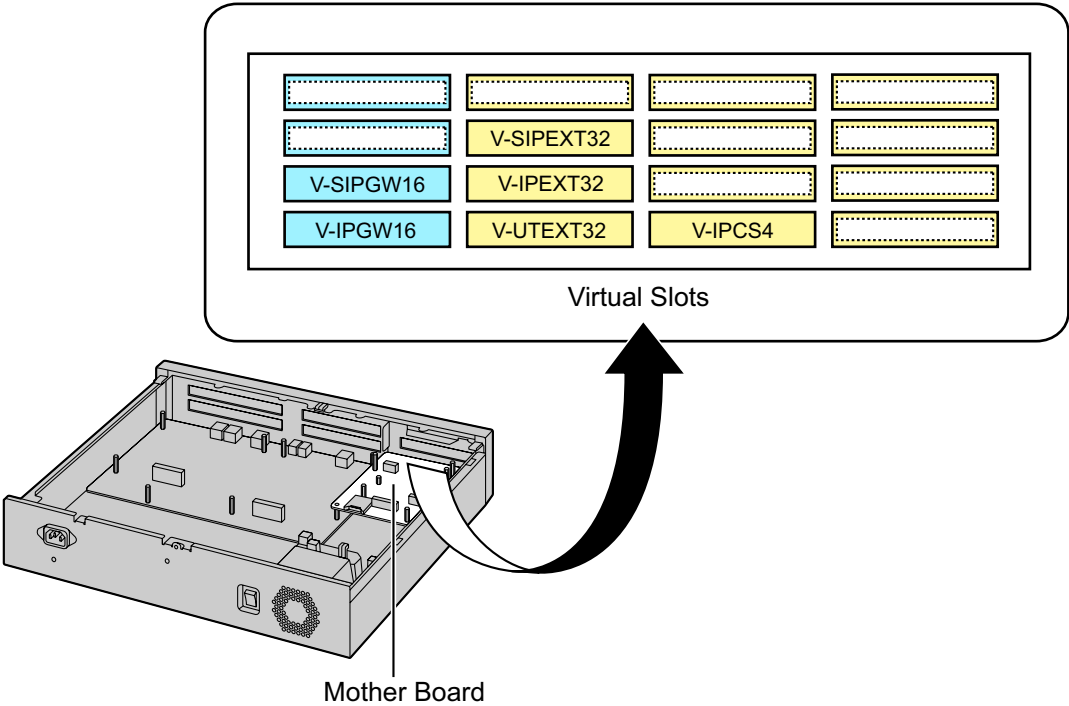 V-SIPEXT32
V-SIPGW16 V-IPEXT32
V-IPGW16 V-UTEXT32 V-IPCS4
Virtual Slots
Mother Board